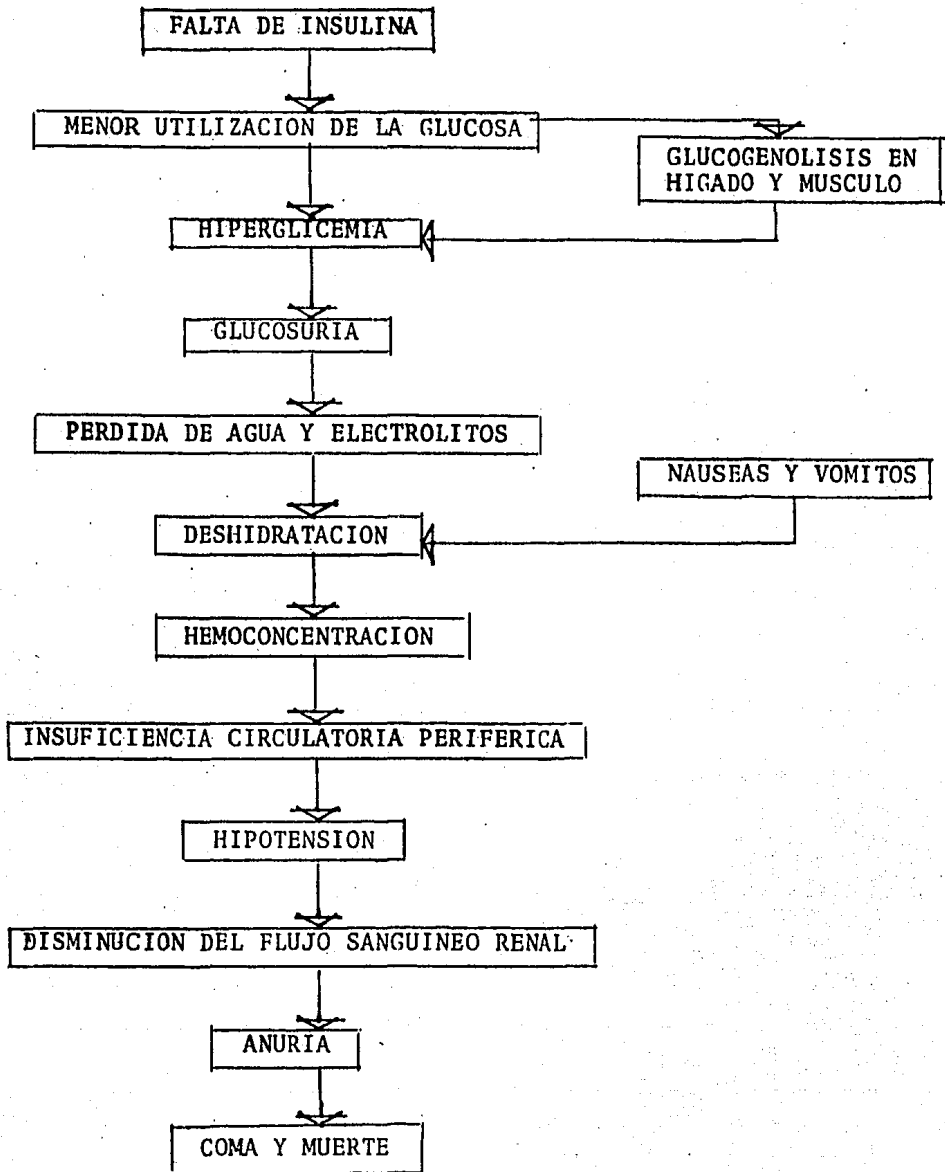 FALTA DE INSULINA
MENOR UTILIZACION DE LA GLUCOSA
GLUCOGENOLISIS EN
HIGADO Y MUSCULO
HIPERGLICEMIA
GLUCOSURIA
PERDIDA DE AGUA Y ELECTROLITOS
NAUSEAS Y VOMITOS
DESHIDRATACION
HEMOCONCENTRACION
INSUFICIENCIA CIRCULATORIA PERIFERICA
HIPOTENSION
DISMINUCION DEL FLUJO SANGUINEO RENAL
ANURIA
COMA Y MUERTE